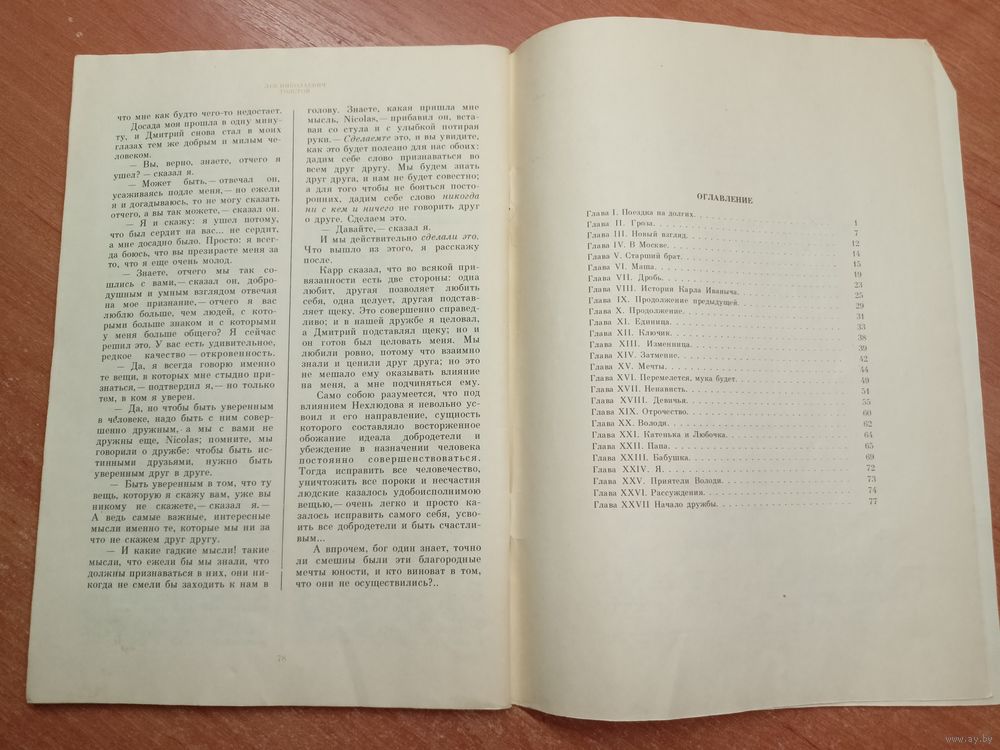 ЛЕВ НИКОЛАЕВИЧ
ТОЛСТОЙ
что мне как будто чего-то недостает.
Досада моя прошла в одну мину-
ту, и Дмитрий снова стал в моих
глазах тем же добрым и милым че-
ловеком.
— Вы, верно, знаете, отчего я
ушел? — сказал я.
— Может быть,— отвечал он,
усаживаясь подле меня,— но ежели
я и догадываюсь, то не могу сказать
отчего, а вы так можете,— сказал он.
— Я и скажу: я ушел потому,
что был сердит на вас... не сердит,
а мне досадно было. Просто: я всег-
да боюсь, что вы презираете меня за
то, что я еще очень молод.
— Знаете, отчего мы так со-
шлись с вами,— сказал он, добро-
душным и умным взглядом отвечая
на мое признание,— отчего я вас
люблю больше, чем людей, с кото-
рыми больше знаком и с которыми
у меня больше общего? Я сейчас
решил это. У вас есть удивительное,
редкое качество — откровенность.
— Да, я всегда говорю именно
те вещи, в которых мне стыдно приз-
наться,— подтвердил я,— но только
тем, в ком я уверен.
— Да, но чтобы быть уверенным
в человеке, надо быть с ним совер-
шенно дружным, а мы с вами не
дружны еще, Nicolas; помните, мы
говорили о дружбе: чтобы быть ис-
тинными друзьями, нужно быть
уверенным друг в друге.
— Быть уверенным в том, что ту
вещь, которую я скажу вам, уже вы
никому не скажете,— сказал я.—
А ведь самые важные, интересные
мысли именно те, которые мы ни за
что не скажем друг другу.
— И какие гадкие мысли! такие
мысли, что ежели бы мы знали, что
должны признаваться в них, они ни-
когда не смели бы заходить к нам в
голову. Знаете, какая пришла мне
мысль, Nicolas,— прибавил он, вста-
вая со стула и с улыбкой потирая
руки.— Сделаемте это, и вы увидите,
как это будет полезно для нас обоих:
дадим себе слово признаваться во
всем друг другу. Мы будем знать
друг друга, и нам не будет совестно;
а для того чтобы не бояться посто-
ронних, дадим себе слово никогда
ни с кем и ничего не говорить друг
о друге. Сделаем это.
— Давайте,— сказал я.
И мы действительно сделали это.
Что вышло из этого, я расскажу
после.
Карр сказал, что во всякой при-
вязанности есть две стороны: одна
любит, другая позволяет любить
себя, одна целует, другая подстав-
ляет щеку. Это совершенно справед-
ливо; и в нашей дружбе я целовал,
а Дмитрий подставлял щеку; но и
он готов был целовать меня. Мы
любили ровно, потому что взаимно
знали и ценили друг друга; но это
не мешало ему оказывать влияние
на меня, а мне подчиняться ему.
Само собою разумеется, что под
влиянием Нехлюдова я невольно ус-
воил и его направление, сущность
которого составляло восторженное
обожание идеала добродетели и
убеждение в назначении человека
постоянно совершенствоваться.
Тогда исправить все человечество,
уничтожить все пороки и несчастия
людские казалось удобоисполнимою
вещью,— очень легко и просто ка-
залось исправить самого себя, усво-
ить все добродетели и быть счастли-
вым...
А впрочем, бог один знает, точно
ли смешны были эти благородные
мечты юности, и кто виноват в том,
что они не осуществились?..
78
ОГЛАВЛЕНИЕ
Глава I. Поездка на долгих. 1
Глава II. Гроза. 7
Глава III. Новый взгляд. 12
Глава IV. В Москве. 14
Глава V. Старший брат. 15
Глава VI. Маша. 19
Глава VII. Дробь. 23
Глава VIII. История Карла Иваныча. 25
Глава IX. Продолжение предыдущей. 29
Глава X. Продолжение. 31
Глава XI. Единица. 33
Глава XII. Ключик. 38
Глава XIII. Изменница. 39
Глава XIV. Затмение. 42
Глава XV. Мечты. 44
Глава XVI. Перемелется, мука будет. 49
Глава XVII. Ненависть. 51
Глава XVIII. Девичья. 55
Глава XIX. Отрочество. 60
Глава XX. Володя. 62
Глава XXI. Катенька и Любочка. 64
Глава XXII. Папа. 65
Глава XXIII. Бабушка. 69
Глава XXIV. Я. 72
Глава XXV. Приятели Володи. 73
Глава XXVI. Рассуждения. 74
Глава XXVII Начало дружбы. 77
www.ay.by